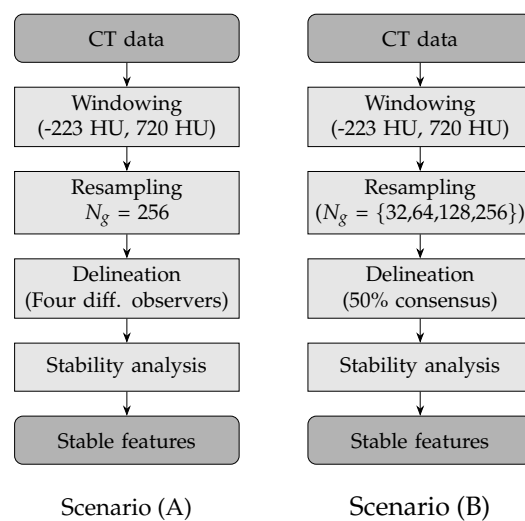 CT data
Windowing
(-223 HU, 720 HU)
Resampling
N_g = 256
Delineation
(Four diff. observers)
Stability analysis
Stable features
Scenario (A)
CT data
Windowing
(-223 HU, 720 HU)
Resampling
(N_g = {32,64,128,256})
Delineation
(50% consensus)
Stability analysis
Stable features
Scenario (B)